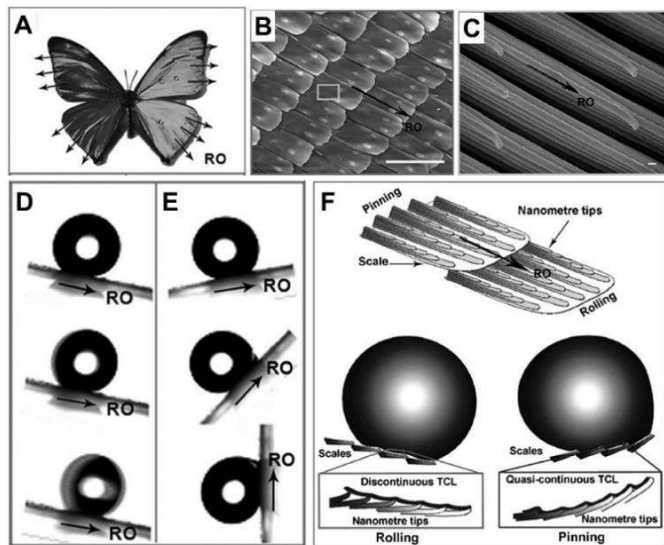 A
RO
B
RO
C
RO
D
RO
RO
RO
E
RO
RO
RO
F
Pinning
Nanometre tips
Scale
RO
Rolling
Scales
Discontinuous TCL
Nanometre tips
Rolling
Scales
Quasi-continuous TCL
Nanometre tips
Pinning